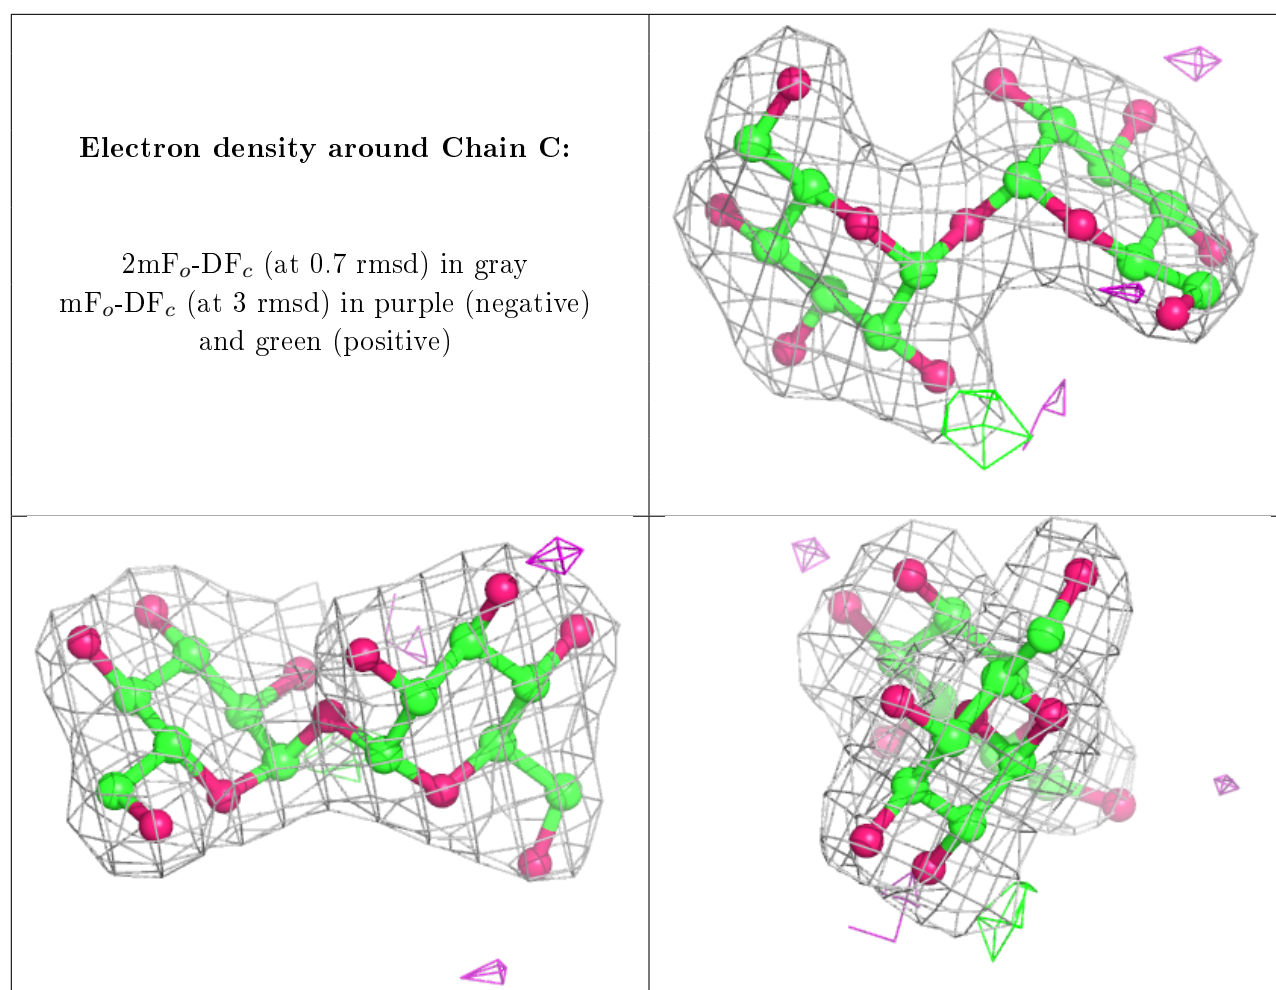 Electron density around Chain C:
2mFo-DFc (at 0.7 rmsd) in gray
mFo-DFc (at 3 rmsd) in purple (negative)
and green (positive)